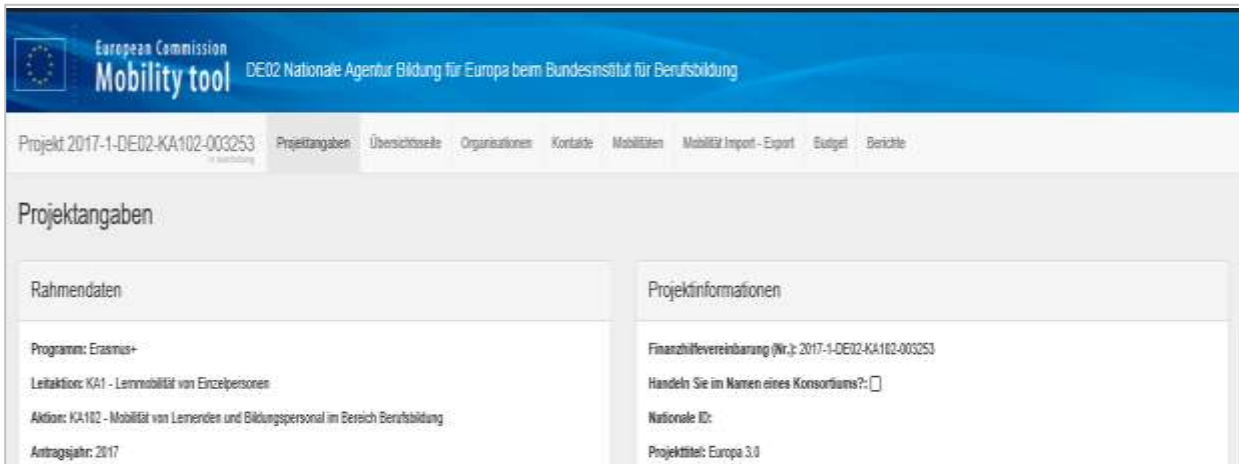 European Commission
Mobility tool
DE02 Nationale Agentur Bildung für Europa beim Bundesinstitut für Berufsbildung
Projekt 2017-1-DE02-KA102-003253 Projektangaben Übersichtsseite Organisationen Kontakte Mobilitäten Mobilität Import - Export Budget Berichte
Projektangaben
Rahmendaten
Programm: Erasmus+
Leitaktion: KA1 - Lernmobilität von Einzelpersonen
Aktion: KA102 - Mobilität von Lernenden und Bildungspersonal im Bereich Berufsbildung
Antragsjahr: 2017
Projektinformationen
Finanzhilfevereinbarung (Nr.): 2017-1-DE02-KA102-003253
Handeln Sie im Namen eines Konsortiums?:
Nationale ID:
Projekttitel: Europa 3.0